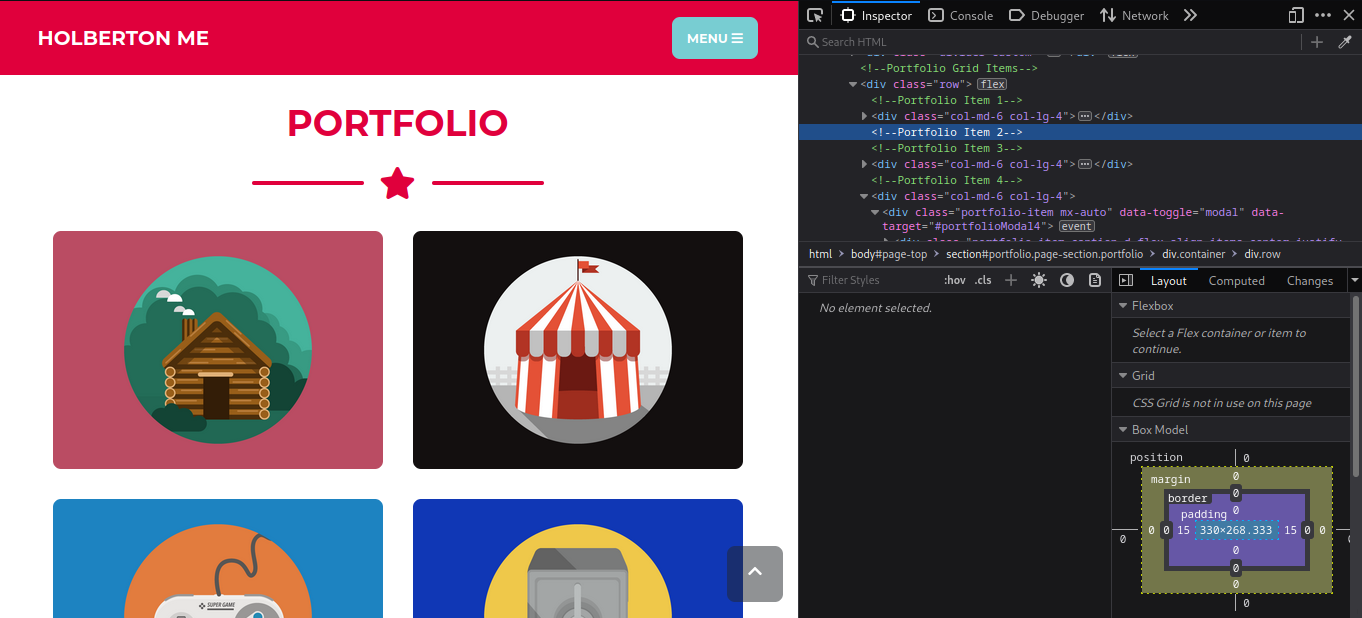 HOLBERTON ME
MENU
PORTFOLIO
SUPER GAME
Inspector
Console
Debugger
Network
Search HTML
<!--Portfolio Grid Items-->
<div class="row"> flex
<!--Portfolio Item 1-->
<div class="col-md-6 col-lg-4"> ... </div>
<!--Portfolio Item 2-->
<!--Portfolio Item 3-->
<div class="col-md-6 col-lg-4"> ... </div>
<!--Portfolio Item 4-->
<div class="col-md-6 col-lg-4">
<div class="portfolio-item mx-auto" data-toggle="modal" data-
target="#portfolioModal4"> event
html > body#page-top > section#portfolio.page-section.portfolio > div.container > div.row
Filter Styles
:hov .cls
No element selected.
Layout
Computed
Changes
Flexbox
Select a Flex container or item to
continue.
Grid
CSS Grid is not in use on this page
Box Model
position 0
margin 0
border 0
padding 0
0 0 0 15 330×268.333 15 0 0
0
0
0
0